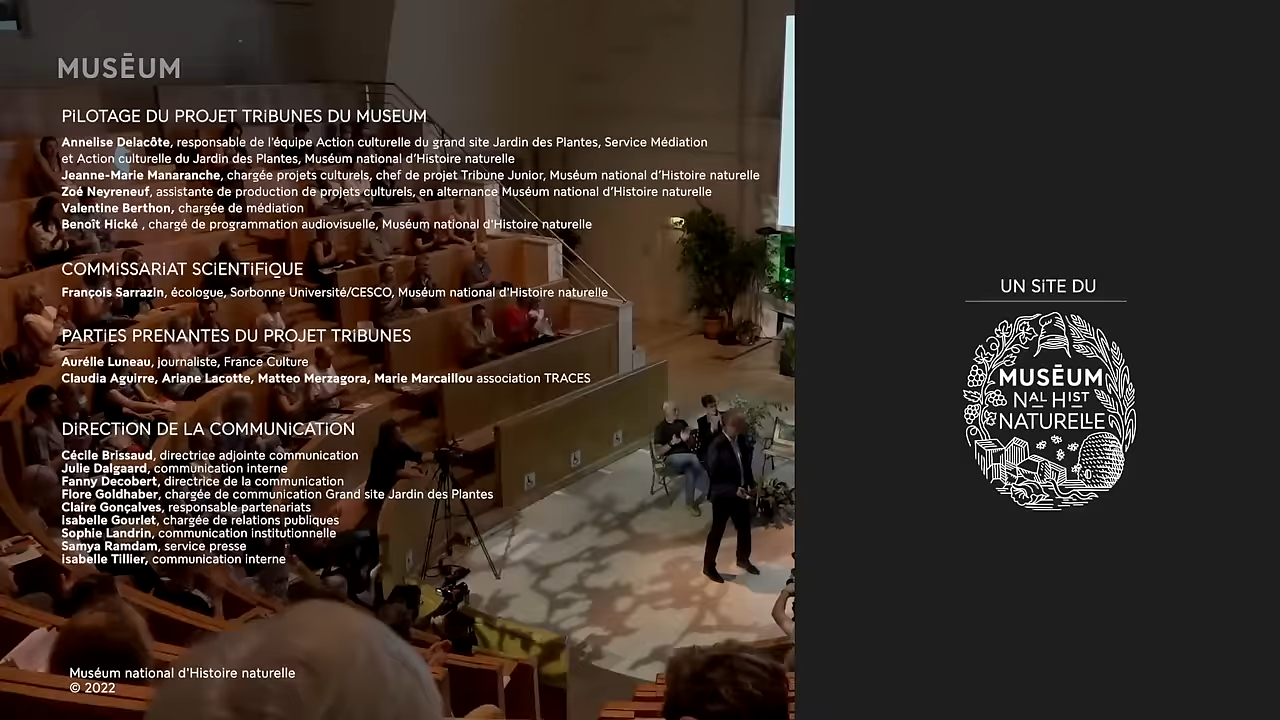 MUSĒUM
PiLOTAGE DU PROJET TRiBUNES DU MUSEUM
Annelise Delacôte, responsable de l'équipe Action culturelle du grand site Jardin des Plantes, Service Médiation
et Action culturelle du Jardin des Plantes, Muséum national d'Histoire naturelle
Jeanne-Marie Manaranche, chargée projets culturels, chef de projet Tribune Junior, Muséum national d'Histoire naturelle
Zoé Neyreneuf, assistante de production de projets culturels, en alternance Muséum national d'Histoire naturelle
Valentine Berthon, chargée de médiation
Benoît Hické , chargé de programmation audiovisuelle, Muséum national d'Histoire naturelle
COMMiSSARiAT SCiENTiFiQUE
François Sarrazin, écologue, Sorbonne Université/CESCO, Muséum national d'Histoire naturelle
PARTiES PRENANTES DU PROJET TRiBUNES
Aurélie Luneau, journaliste, France Culture
Claudia Aguirre, Ariane Lacotte, Matteo Merzagora, Marie Marcaillou association TRACES
DiRECTiON DE LA COMMUNiCATiON
Cécile Brissaud, directrice adjointe communication
Julie Dalgaard, communication interne
Fanny Decobert, directrice de la communication
Flore Goldhaber, chargée de communication Grand site Jardin des Plantes
Claire Gonçalves, responsable partenariats
isabelle Gourlet, chargée de relations publiques
Sophie Landrin, communication institutionnelle
Samya Ramdam, service presse
isabelle Tillier, communication interne
Muséum national d'Histoire naturelle
© 2022
UN SiTE DU
MUSĒUM
NAL HIST
NATURELLE